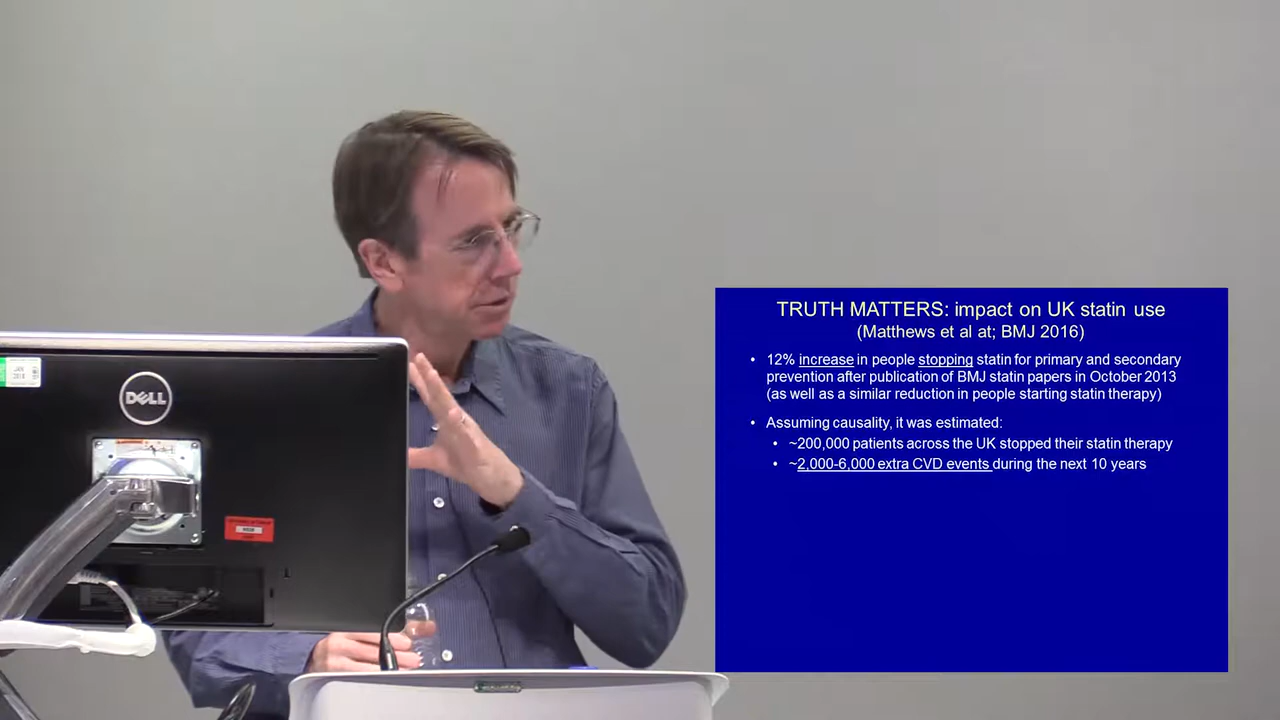 TRUTH MATTERS: impact on UK statin use
(Matthews et al at; BMJ 2016)
• 12% increase in people stopping statin for primary and secondary
prevention after publication of BMJ statin papers in October 2013
(as well as a similar reduction in people starting statin therapy)
• Assuming causality, it was estimated:
• ~200,000 patients across the UK stopped their statin therapy
• ~2,000-6,000 extra CVD events during the next 10 years
DELL
JAN